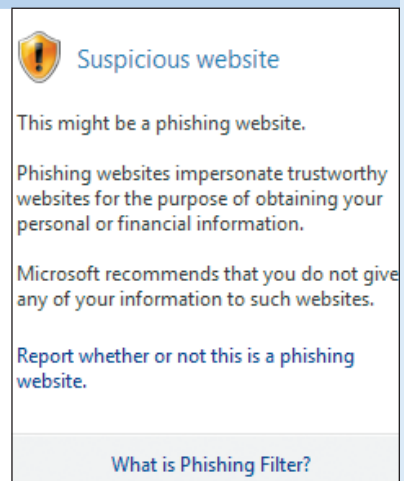 Suspicious website
This might be a phishing website.
Phishing websites impersonate trustworthy
websites for the purpose of obtaining your
personal or financial information.
Microsoft recommends that you do not give
any of your information to such websites.
Report whether or not this is a phishing
website.
What is Phishing Filter?